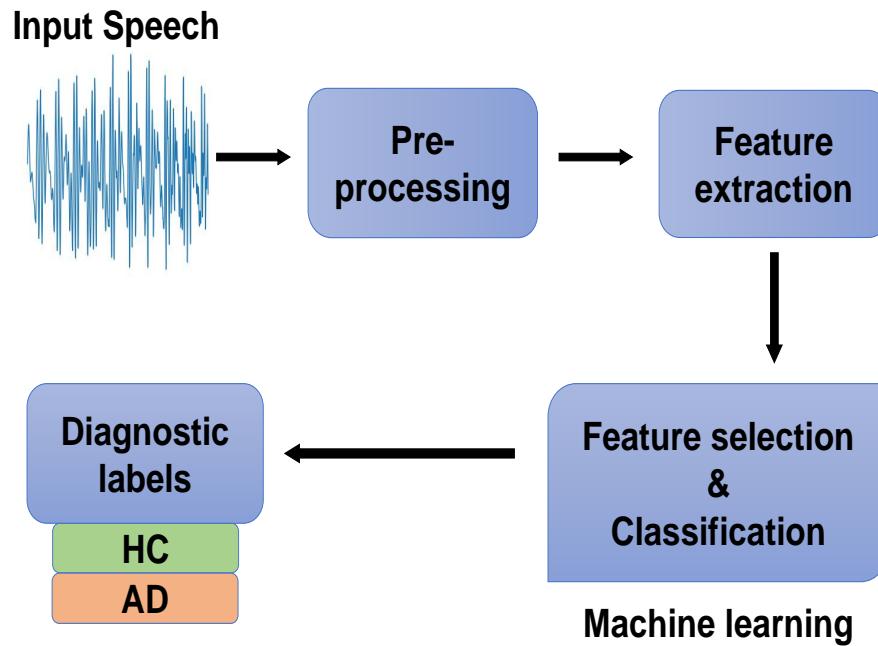 Input Speech
Pre-
processing
Feature
extraction
Feature selection
&
Classification
Machine learning
Diagnostic
labels
HC
AD